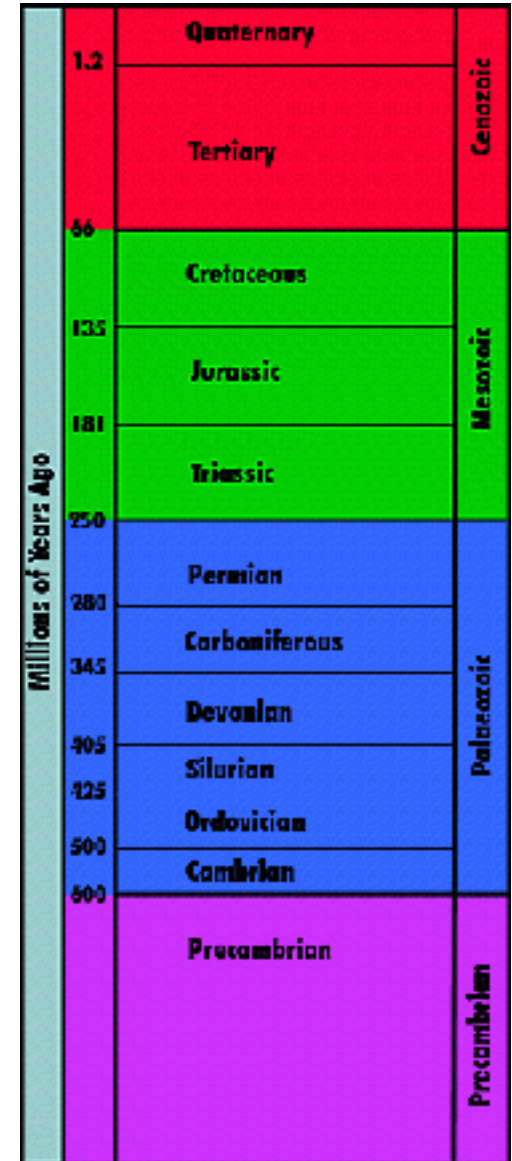 Quaternary
1.2
Tertiary
Cenozoic
66
Cretaceous
135
Jurassic
Mesozoic
181
Triassic
250
Millions of Years Ago
Permian
280
Carboniferous
345
Palaeozoic
Devonian
405
Silurian
425
Ordovician
500
Cambrian
600
Precambrian
Precambrian